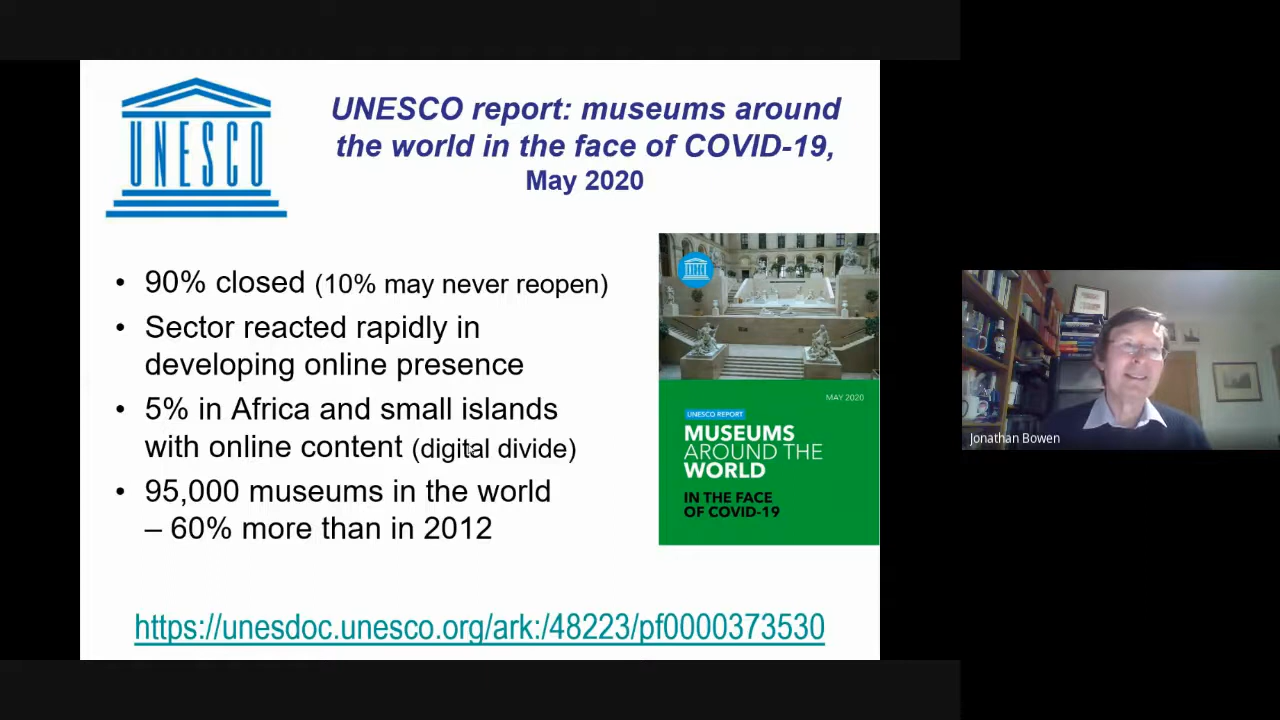 UNESCO
UNESCO report: museums around
the world in the face of COVID-19,
May 2020
• 90% closed (10% may never reopen)
• Sector reacted rapidly in
developing online presence
• 5% in Africa and small islands
with online content (digital divide)
• 95,000 museums in the world
– 60% more than in 2012
MAY 2020
UNESCO REPORT
MUSEUMS
AROUND THE
WORLD
IN THE FACE
OF COVID-19
https://unesdoc.unesco.org/ark:/48223/pf0000373530
Jonathan Bowen